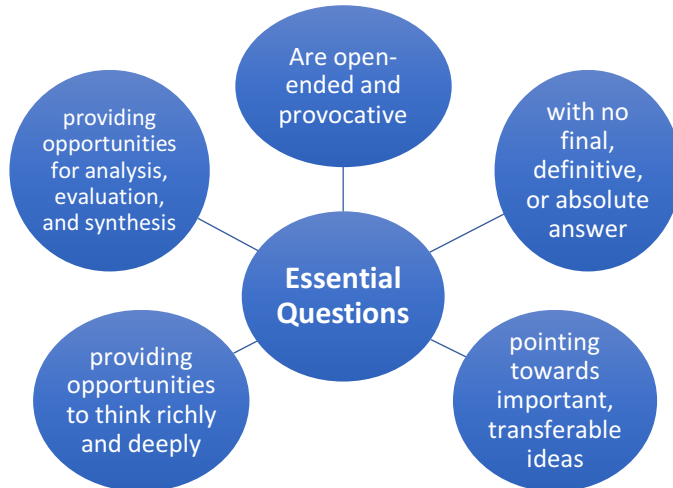 Are open-
ended and
provocative
with no
final,
definitive,
or absolute
answer
pointing
towards
important,
transferable
ideas
providing
opportunities
to think richly
and deeply
providing
opportunities
for analysis,
evaluation,
and synthesis
Essential
Questions